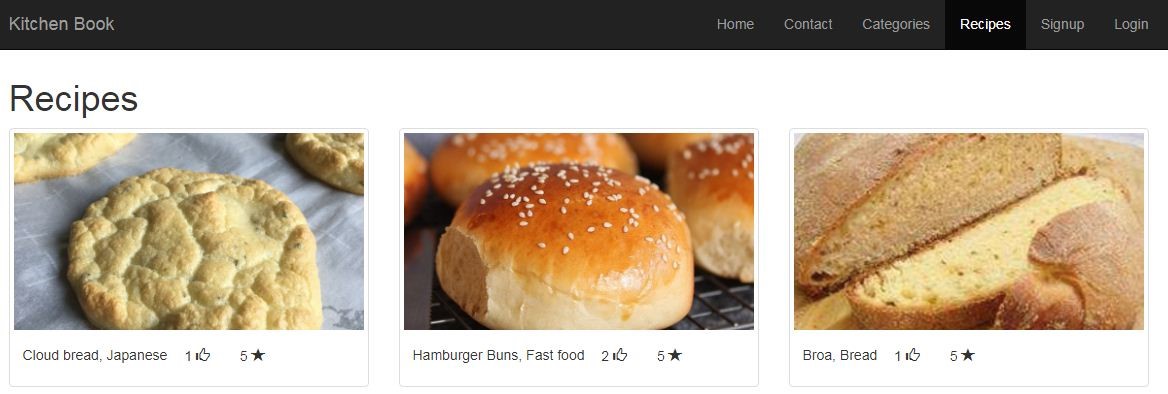 Kitchen Book Home Contact Categories Recipes Signup Login
Recipes
Cloud bread, Japanese 1 5
Hamburger Buns, Fast food 2 5
Broa, Bread 1 5